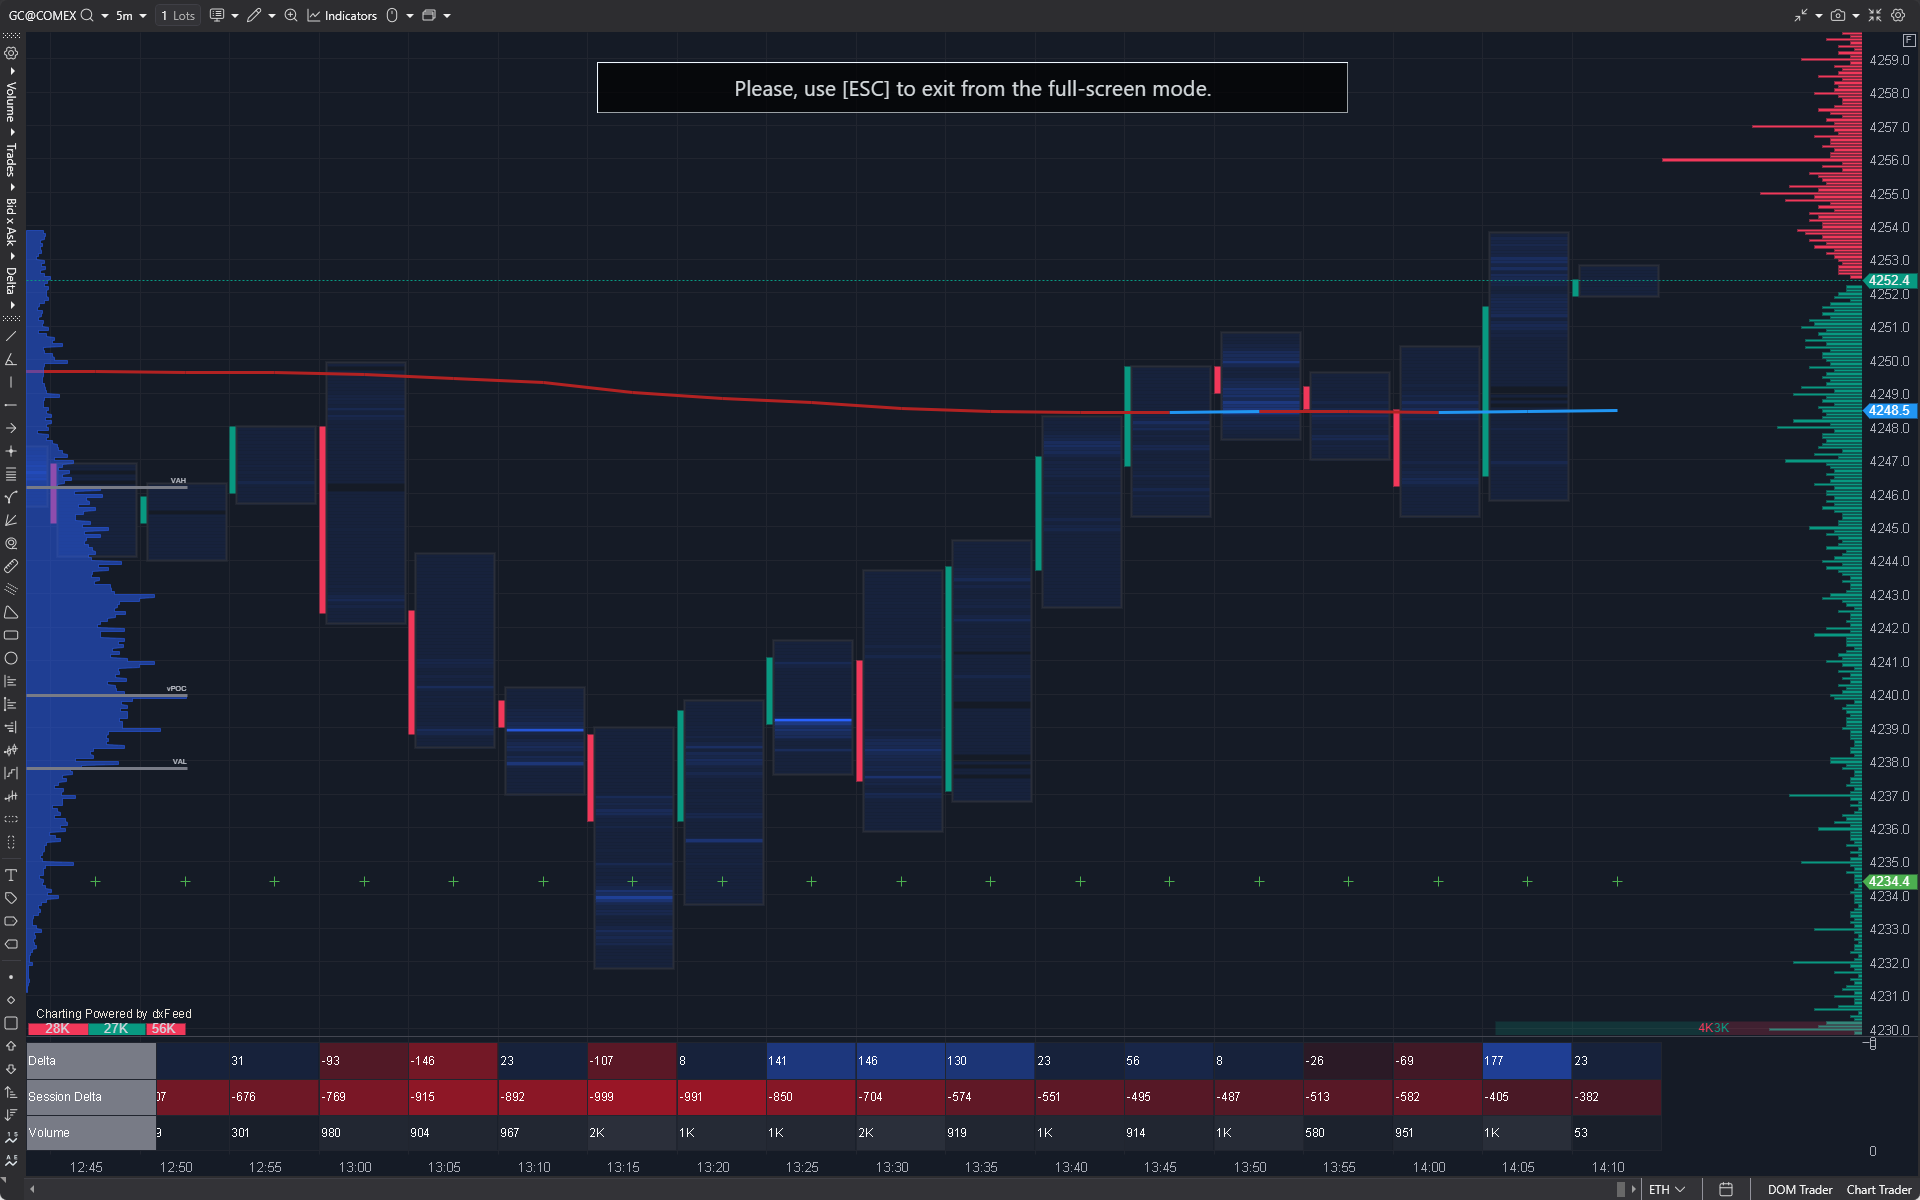 GC@COMEX 5m 1 Lots Indicators
Please, use [ESC] to exit from the full-screen mode.
Volume
Trades
Bid x Ask
Delta
F
4259.0
4258.0
4257.0
4256.0
4255.0
4254.0
4253.0
4252.4
4252.0
4251.0
4250.0
4249.0
4248.5
4248.0
4247.0
4246.0
4245.0
4244.0
4243.0
4242.0
4241.0
4240.0
4239.0
4238.0
4237.0
4236.0
4235.0
4234.4
4234.0
4233.0
4232.0
4231.0
4230.0
VAH
vPOC
VAL
Charting Powered by dxFeed
28K 27K 56K
4K3K
Delta 31 -93 -146 23 -107 8 141 146 130 23 56 8 -26 -69 177 23
Session Delta 07 -676 -769 -915 -892 -999 -991 -850 -704 -574 -551 -495 -487 -513 -582 -405 -382
Volume 9 301 980 904 967 2K 1K 1K 2K 919 1K 914 1K 580 951 1K 53
0
12:45 12:50 12:55 13:00 13:05 13:10 13:15 13:20 13:25 13:30 13:35 13:40 13:45 13:50 13:55 14:00 14:05 14:10
ETH DOM Trader Chart Trader